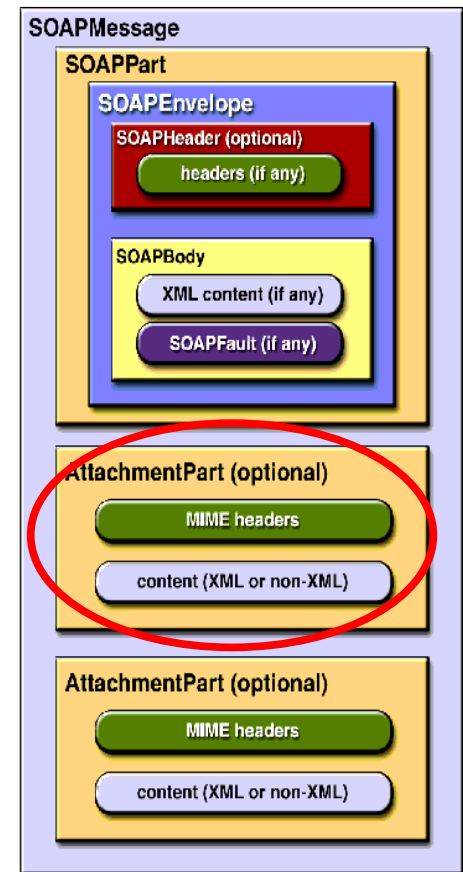 SOAPMessage
SOAPPart
SOAPEnvelope
SOAPHeader (optional)
headers (if any)
SOAPBody
XML content (if any)
SOAPFault (if any)
AttachmentPart (optional)
MIME headers
content (XML or non-XML)
AttachmentPart (optional)
MIME headers
content (XML or non-XML)